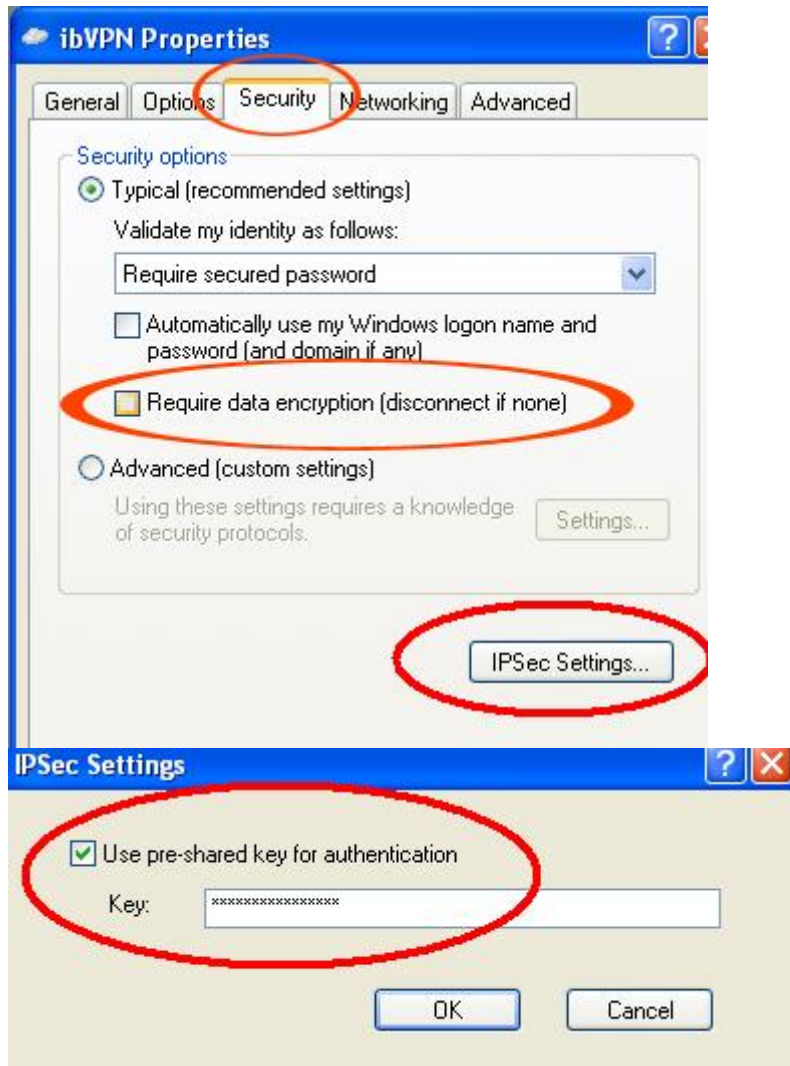 ibVPN Properties
General Options Security Networking Advanced
Security options
Typical (recommended settings)
Validate my identity as follows:
Require secured password
Automatically use my Windows logon name and
password (and domain if any)
Require data encryption (disconnect if none)
Advanced (custom settings)
Using these settings requires a knowledge
of security protocols.
Settings...
IPSec Settings...
IPSec Settings
Use pre-shared key for authentication
Key: ****************
OK Cancel